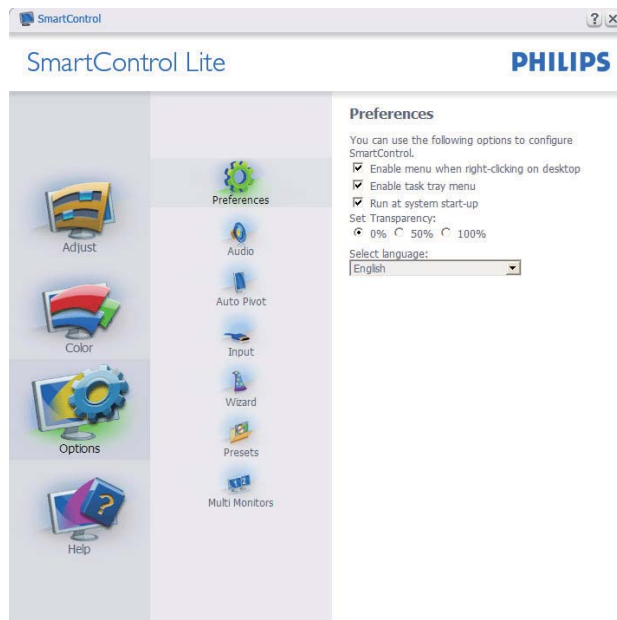 SmartControl
SmartControl Lite
PHILIPS
Adjust
Color
Options
Help
Preferences
Audio
Auto Pivot
Input
Wizard
Presets
1 2
Multi Monitors
Preferences
You can use the following options to configure
SmartControl.
Enable menu when right-clicking on desktop
Enable task tray menu
Run at system start-up
Set Transparency:
0% 50% 100%
Select language:
English